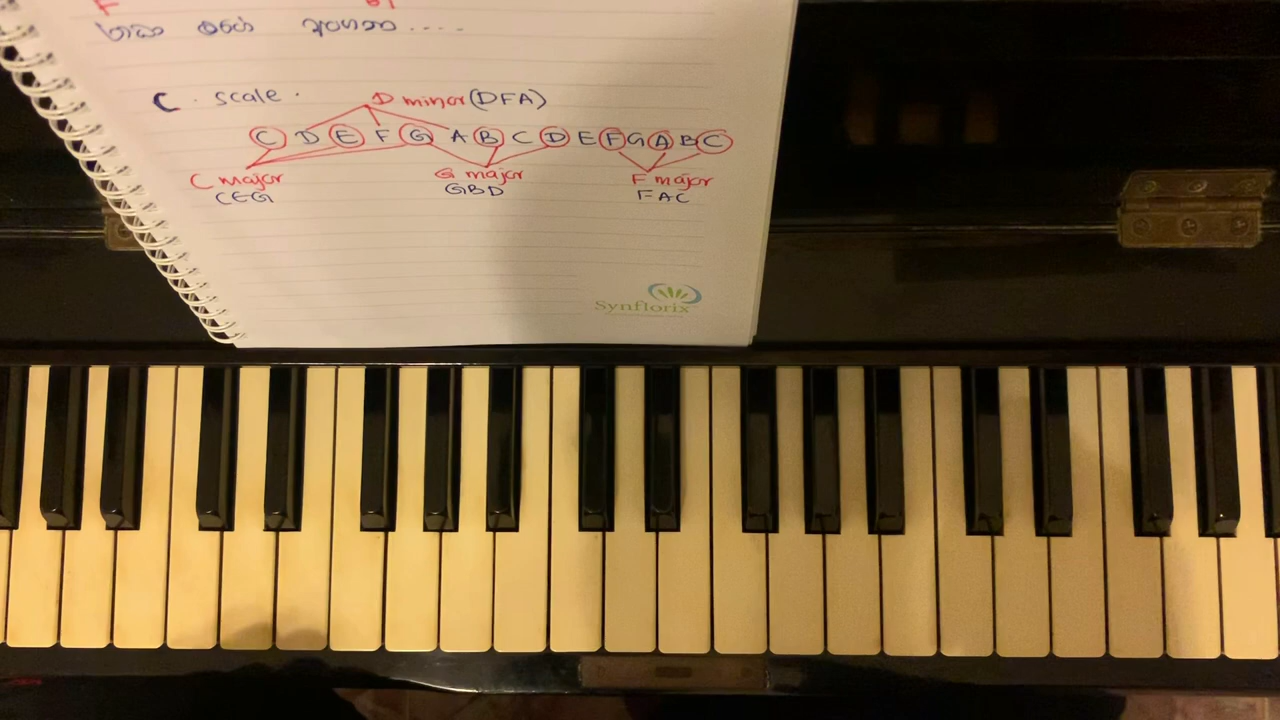 C. scale.
D minor (DFA)
C D E F G A B C D E F G A B C
C major G major F major
CEG GBD FAC
Synflorix